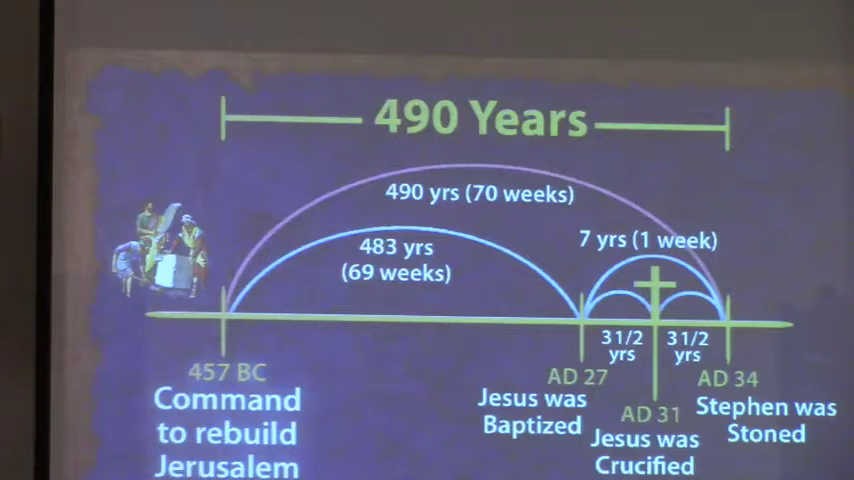 490 Years
490 yrs (70 weeks)
483 yrs
(69 weeks)
7 yrs (1 week)
31/2
yrs
31/2
yrs
457 BC
Command
to rebuild
Jerusalem
AD 27
Jesus was
Baptized
AD 31
Jesus was
Crucified
AD 34
Stephen was
Stoned